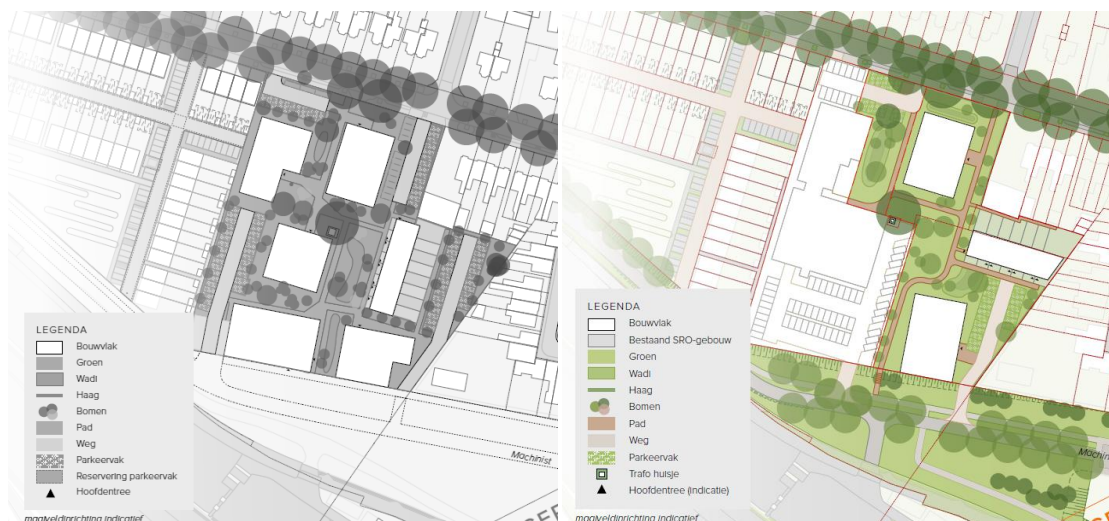 LEGENDA
Bouwvlak
Groen
Wadi
Haag
Bomen
Pad
Weg
Parkeervak
Reservering parkeervak
Hoofdentree
maaiveldinrichting indicatief
Machinist
LEGENDA
Bouwvlak
Bestaand SRO-gebouw
Groen
Wadi
Haag
Bomen
Pad
Weg
Parkeervak
Trafo huisje
Hoofdentree (indicatie)
maaiveldinrichting indicatief
Machinist